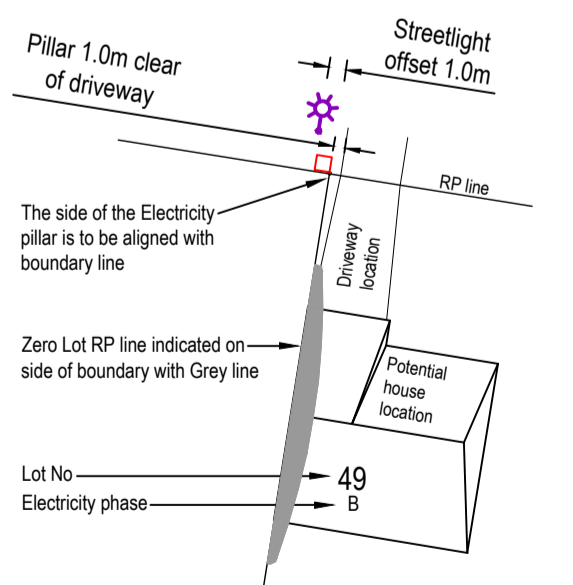 Streetlight
offset 1.0m
Pillar 1.0m clear
of driveway
RP line
The side of the Electricity
pillar is to be aligned with
boundary line
Driveway
location
Zero Lot RP line indicated on
side of boundary with Grey line
Potential
house
location
Lot No
49
Electricity phase
B